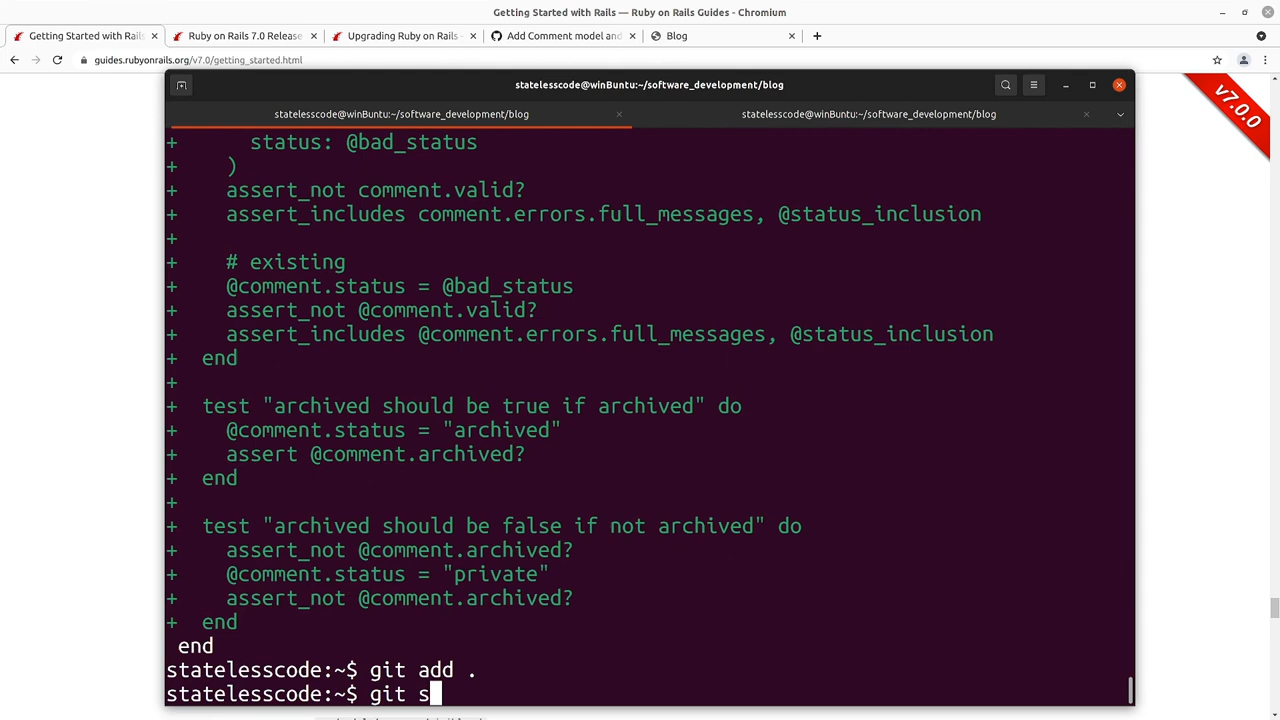 Getting Started with Rails — Ruby on Rails Guides - Chromium
Getting Started with Rails
Ruby on Rails 7.0 Release
Upgrading Ruby on Rails -
Add Comment model and
Blog
guides.rubyonrails.org/v7.0/getting_started.html
v7.0.0
statelesscode@winBuntu:~/software_development/blog
statelesscode@winBuntu:~/software_development/blog
statelesscode@winBuntu:~/software_development/blog
+      status: @bad_status
+    )
+    assert_not comment.valid?
+    assert_includes comment.errors.full_messages, @status_inclusion
+
+    # existing
+    @comment.status = @bad_status
+    assert_not @comment.valid?
+    assert_includes @comment.errors.full_messages, @status_inclusion
+  end
+
+  test "archived should be true if archived" do
+    @comment.status = "archived"
+    assert @comment.archived?
+  end
+
+  test "archived should be false if not archived" do
+    assert_not @comment.archived?
+    @comment.status = "private"
+    assert_not @comment.archived?
+  end
 end
statelesscode:~$ git add .
statelesscode:~$ git s